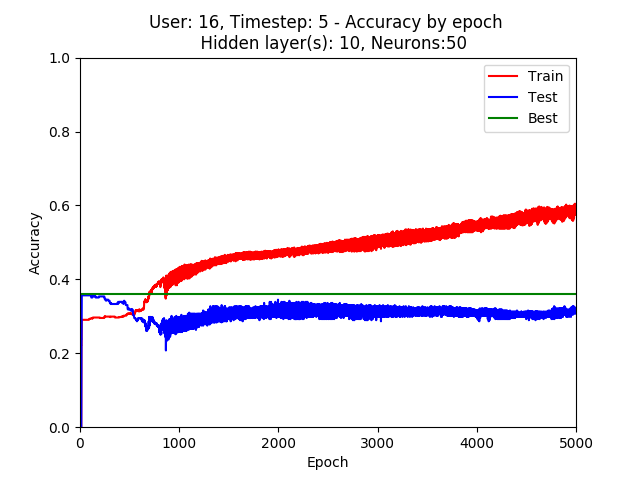 User: 16, Timestep: 5 - Accuracy by epoch
Hidden layer(s): 10, Neurons:50
Train
Test
Best
1.0
0.8
0.6
0.4
0.2
0.0
Accuracy
0
1000
2000
3000
4000
5000
Epoch